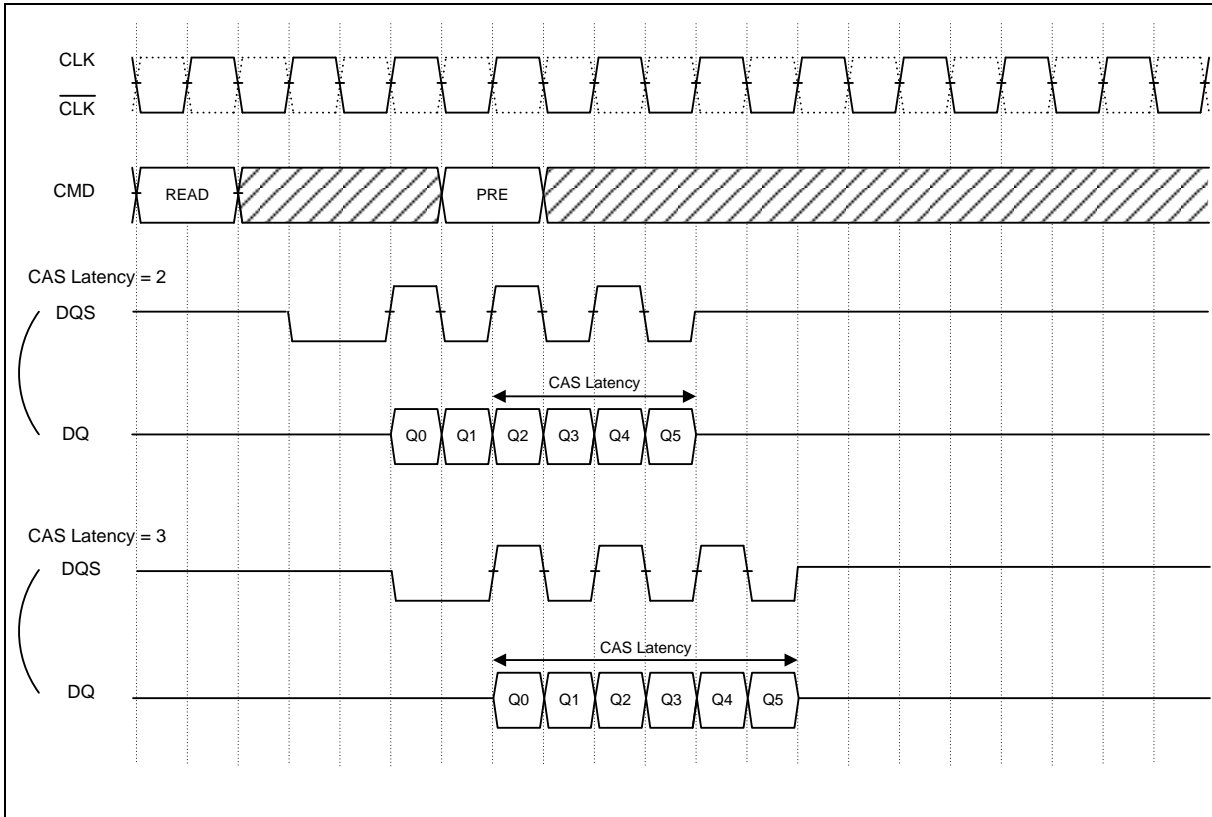 CLK
CLK
CMD
READ
PRE
CAS Latency = 2
DQS
CAS Latency
DQ
Q0
Q1
Q2
Q3
Q4
Q5
CAS Latency = 3
DQS
CAS Latency
DQ
Q0
Q1
Q2
Q3
Q4
Q5